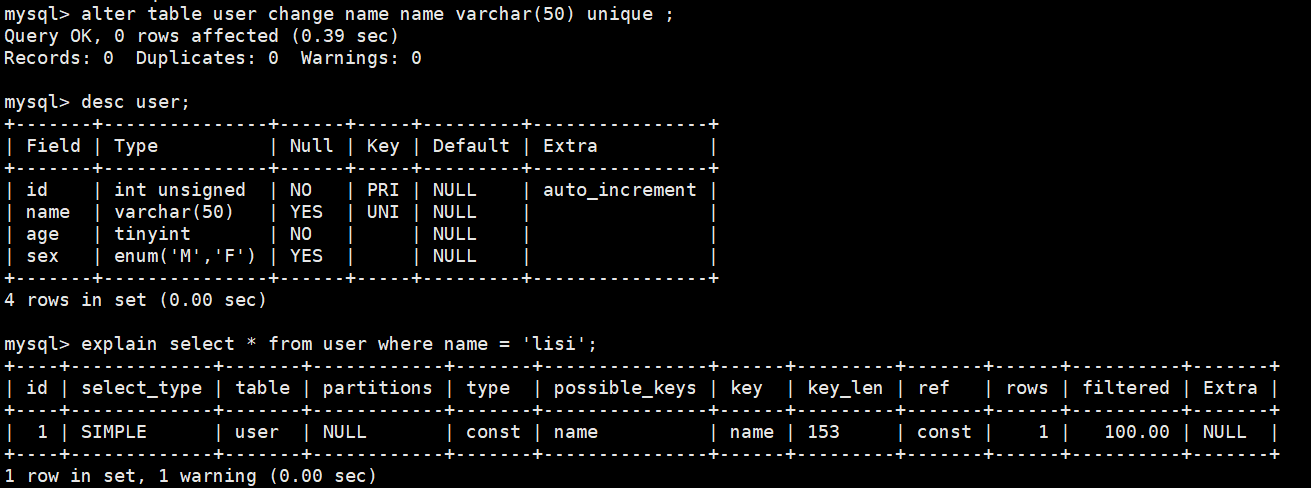 mysql> alter table user change name name varchar(50) unique ;
Query OK, 0 rows affected (0.39 sec)
Records: 0  Duplicates: 0  Warnings: 0

mysql> desc user;
+-------+---------------+------+-----+---------+----------------+
| Field | Type          | Null | Key | Default | Extra          |
+-------+---------------+------+-----+---------+----------------+
| id    | int unsigned  | NO   | PRI | NULL    | auto_increment |
| name  | varchar(50)   | YES  | UNI | NULL    |                |
| age   | tinyint       | NO   |     | NULL    |                |
| sex   | enum('M','F') | YES  |     | NULL    |                |
+-------+---------------+------+-----+---------+----------------+
4 rows in set (0.00 sec)

mysql> explain select * from user where name = 'lisi';
+----+-------------+-------+------------+-------+---------------+------+---------+-------+------+----------+-------+
| id | select_type | table | partitions | type  | possible_keys | key  | key_len | ref   | rows | filtered | Extra |
+----+-------------+-------+------------+-------+---------------+------+---------+-------+------+----------+-------+
|  1 | SIMPLE      | user  | NULL       | const | name          | name | 153     | const |    1 |   100.00 | NULL  |
+----+-------------+-------+------------+-------+---------------+------+---------+-------+------+----------+-------+
1 row in set, 1 warning (0.00 sec)